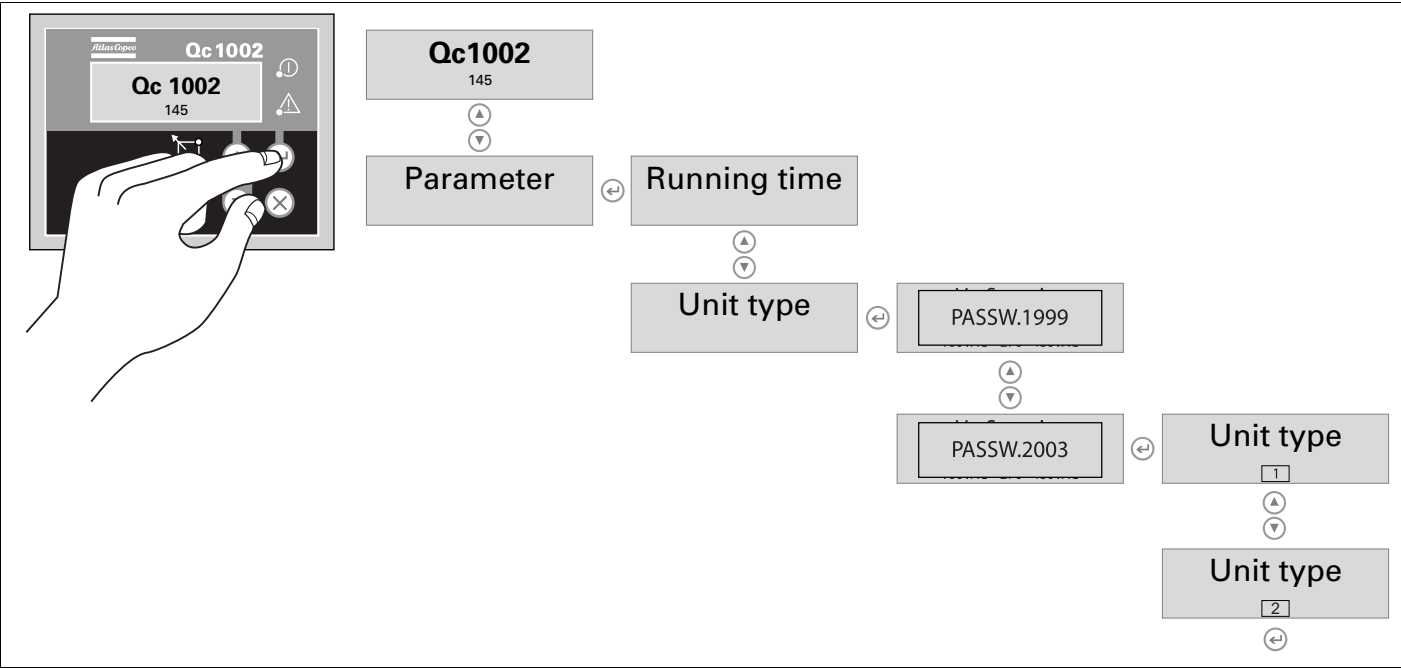 Atlas Copco
Qc1002
Qc 1002
145
Qc1002
145
Parameter
Running time
Unit type
PASSW.1999
PASSW.2003
Unit type
1
Unit type
2